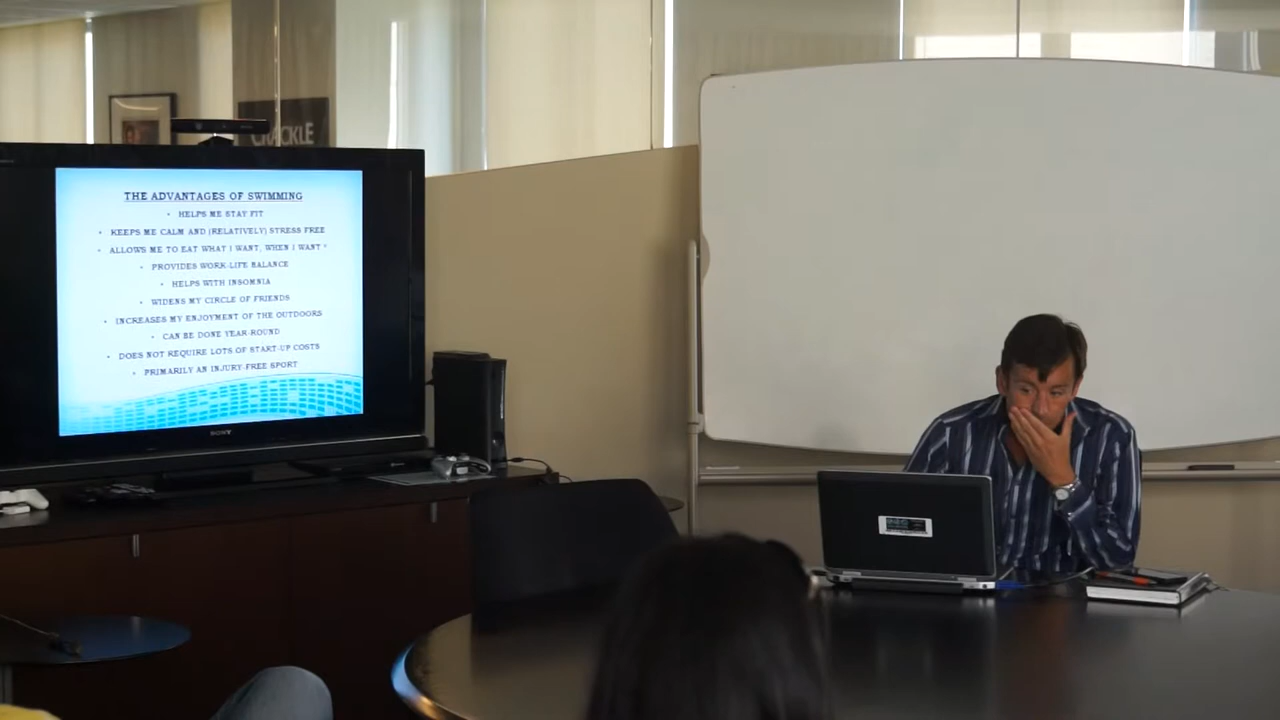 CRACKLE
THE ADVANTAGES OF SWIMMING
• HELPS ME STAY FIT
• KEEPS ME CALM AND (RELATIVELY) STRESS FREE
• ALLOWS ME TO EAT WHAT I WANT, WHEN I WANT *
• PROVIDES WORK-LIFE BALANCE
• HELPS WITH INSOMNIA
• WIDENS MY CIRCLE OF FRIENDS
• INCREASES MY ENJOYMENT OF THE OUTDOORS
• CAN BE DONE YEAR-ROUND
• DOES NOT REQUIRE LOTS OF START-UP COSTS
• PRIMARILY AN INJURY-FREE SPORT
SONY